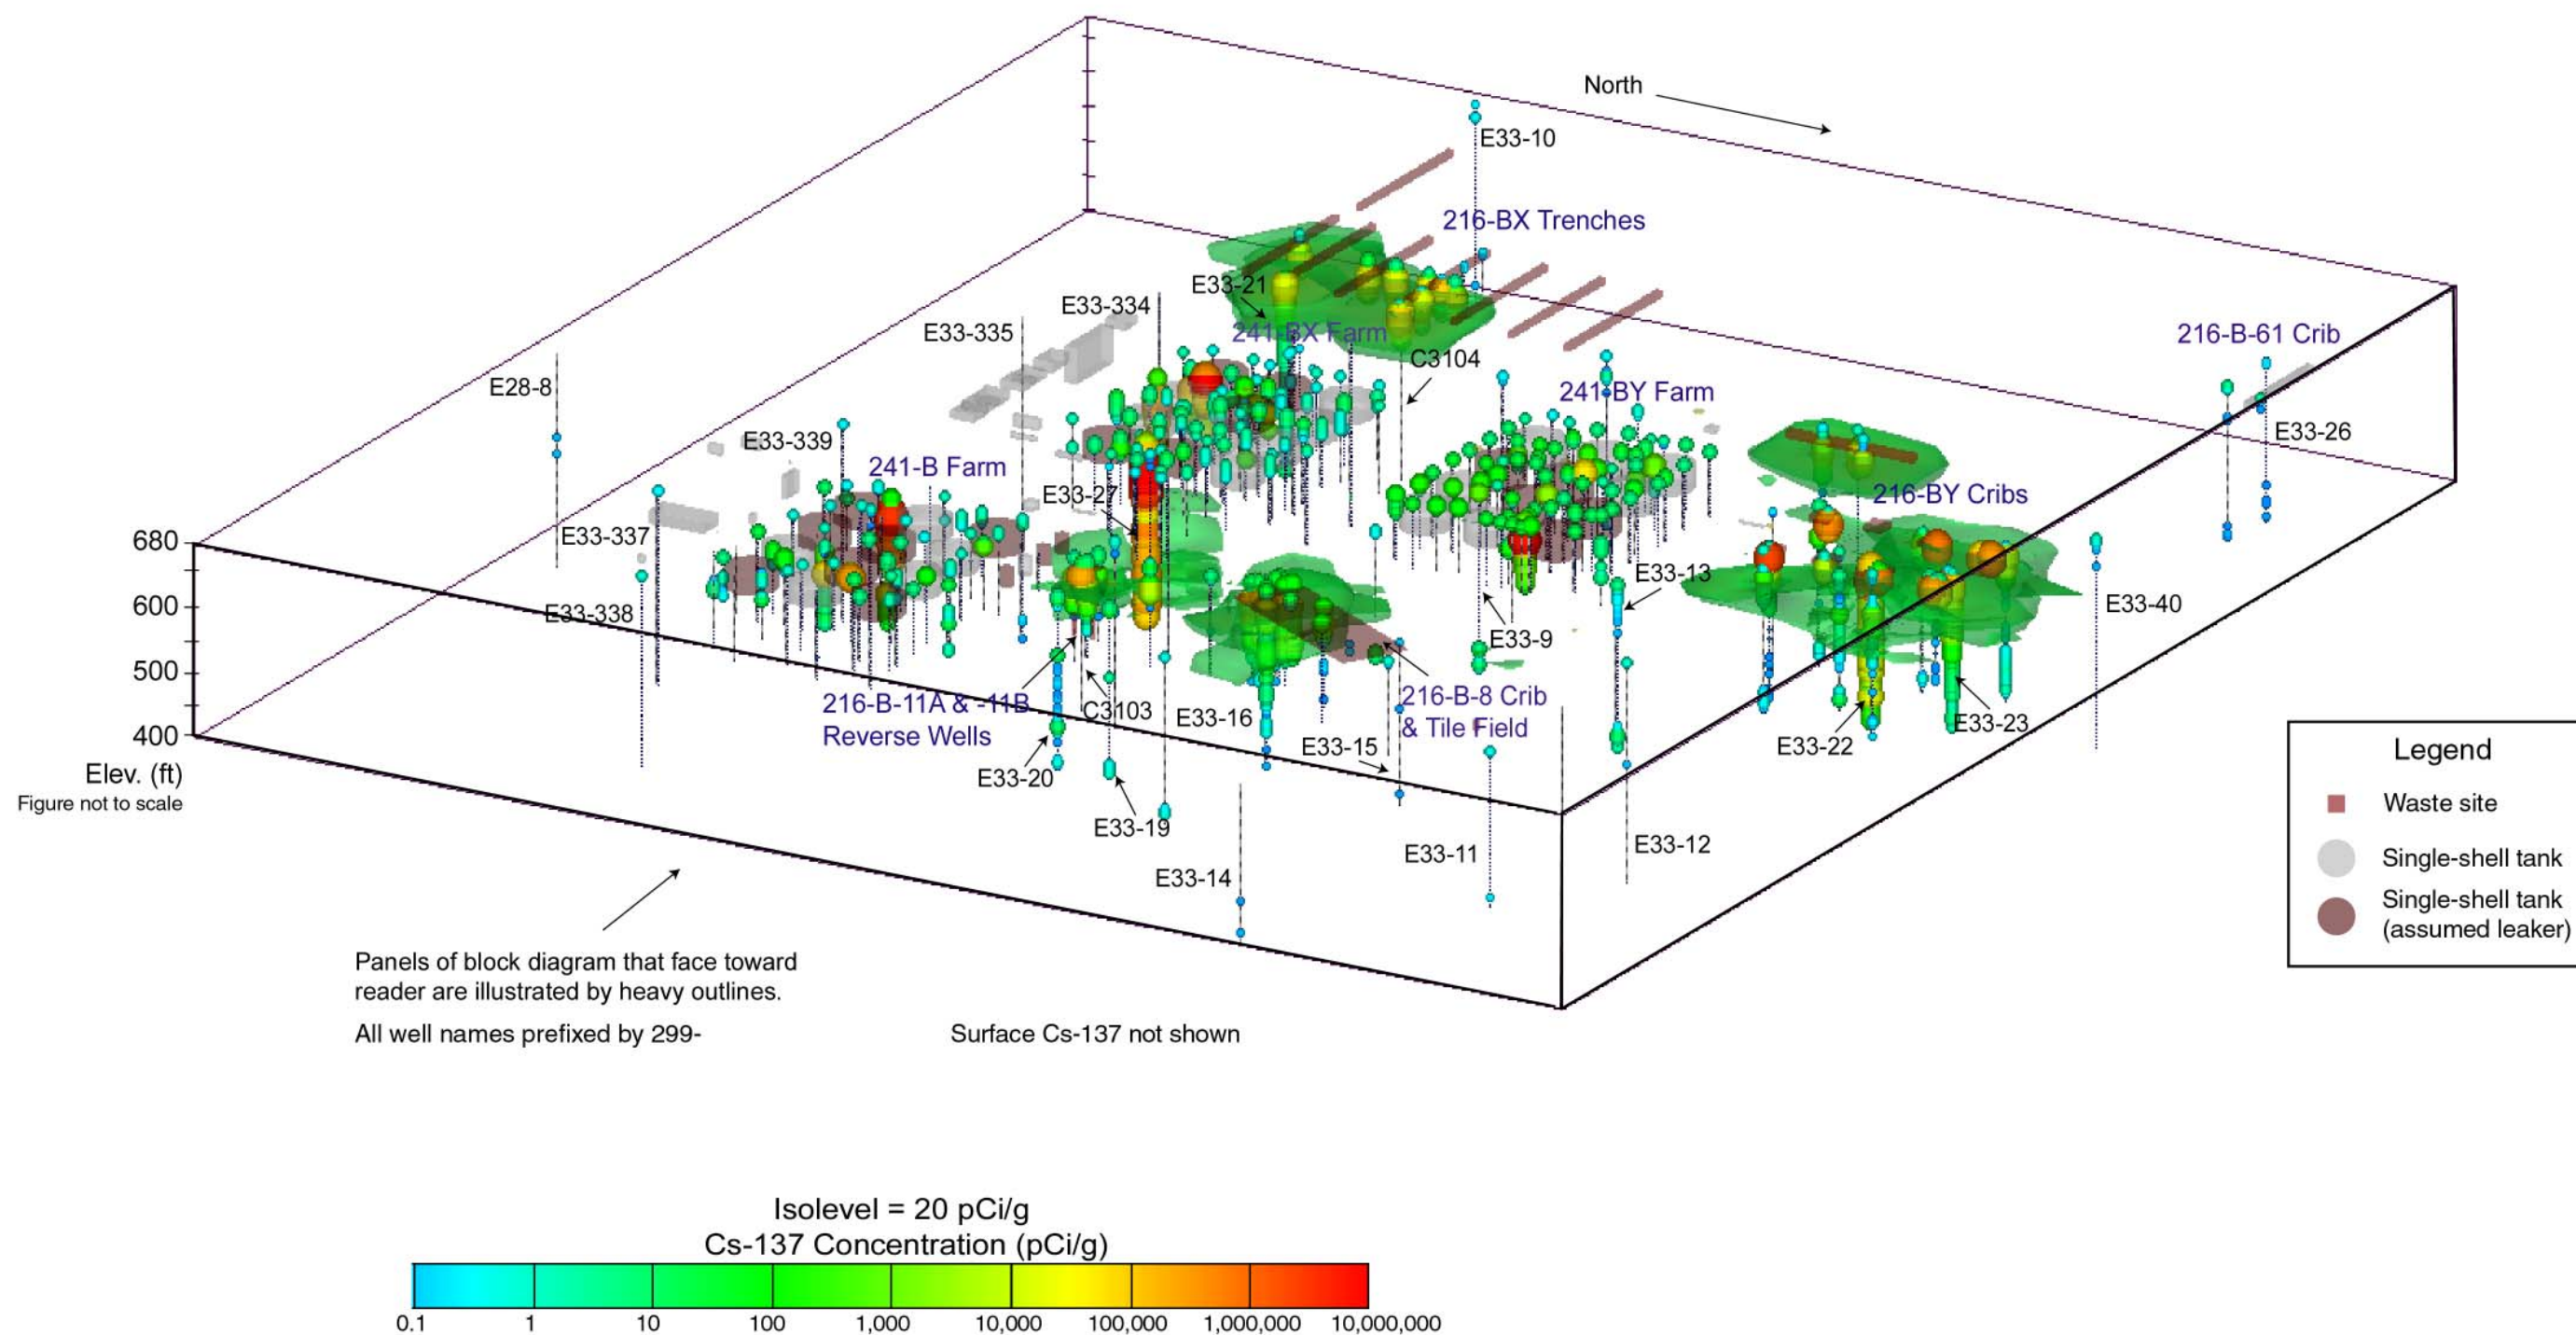 North
E33-10
216-BX Trenches
E33-21
E33-334
E33-335
241-BX Farm
216-B-61 Crib
C3104
E28-8
241-BY Farm
E33-26
E33-339
241-B Farm
E33-27
216-BY Cribs
E33-337
680
E33-13
600
E33-338
E33-40
E33-9
500
216-B-11A & -11B
Reverse Wells
C3103
E33-16
216-B-8 Crib
& Tile Field
400
E33-15
E33-22
E33-23
Elev. (ft)
Figure not to scale
E33-20
E33-19
E33-14
E33-11
E33-12
Legend
Waste site
Single-shell tank
Single-shell tank
(assumed leaker)
Panels of block diagram that face toward
reader are illustrated by heavy outlines.
All well names prefixed by 299-
Surface Cs-137 not shown
Isolevel = 20 pCi/g
Cs-137 Concentration (pCi/g)
0.1 1 10 100 1,000 10,000 100,000 1,000,000 10,000,000